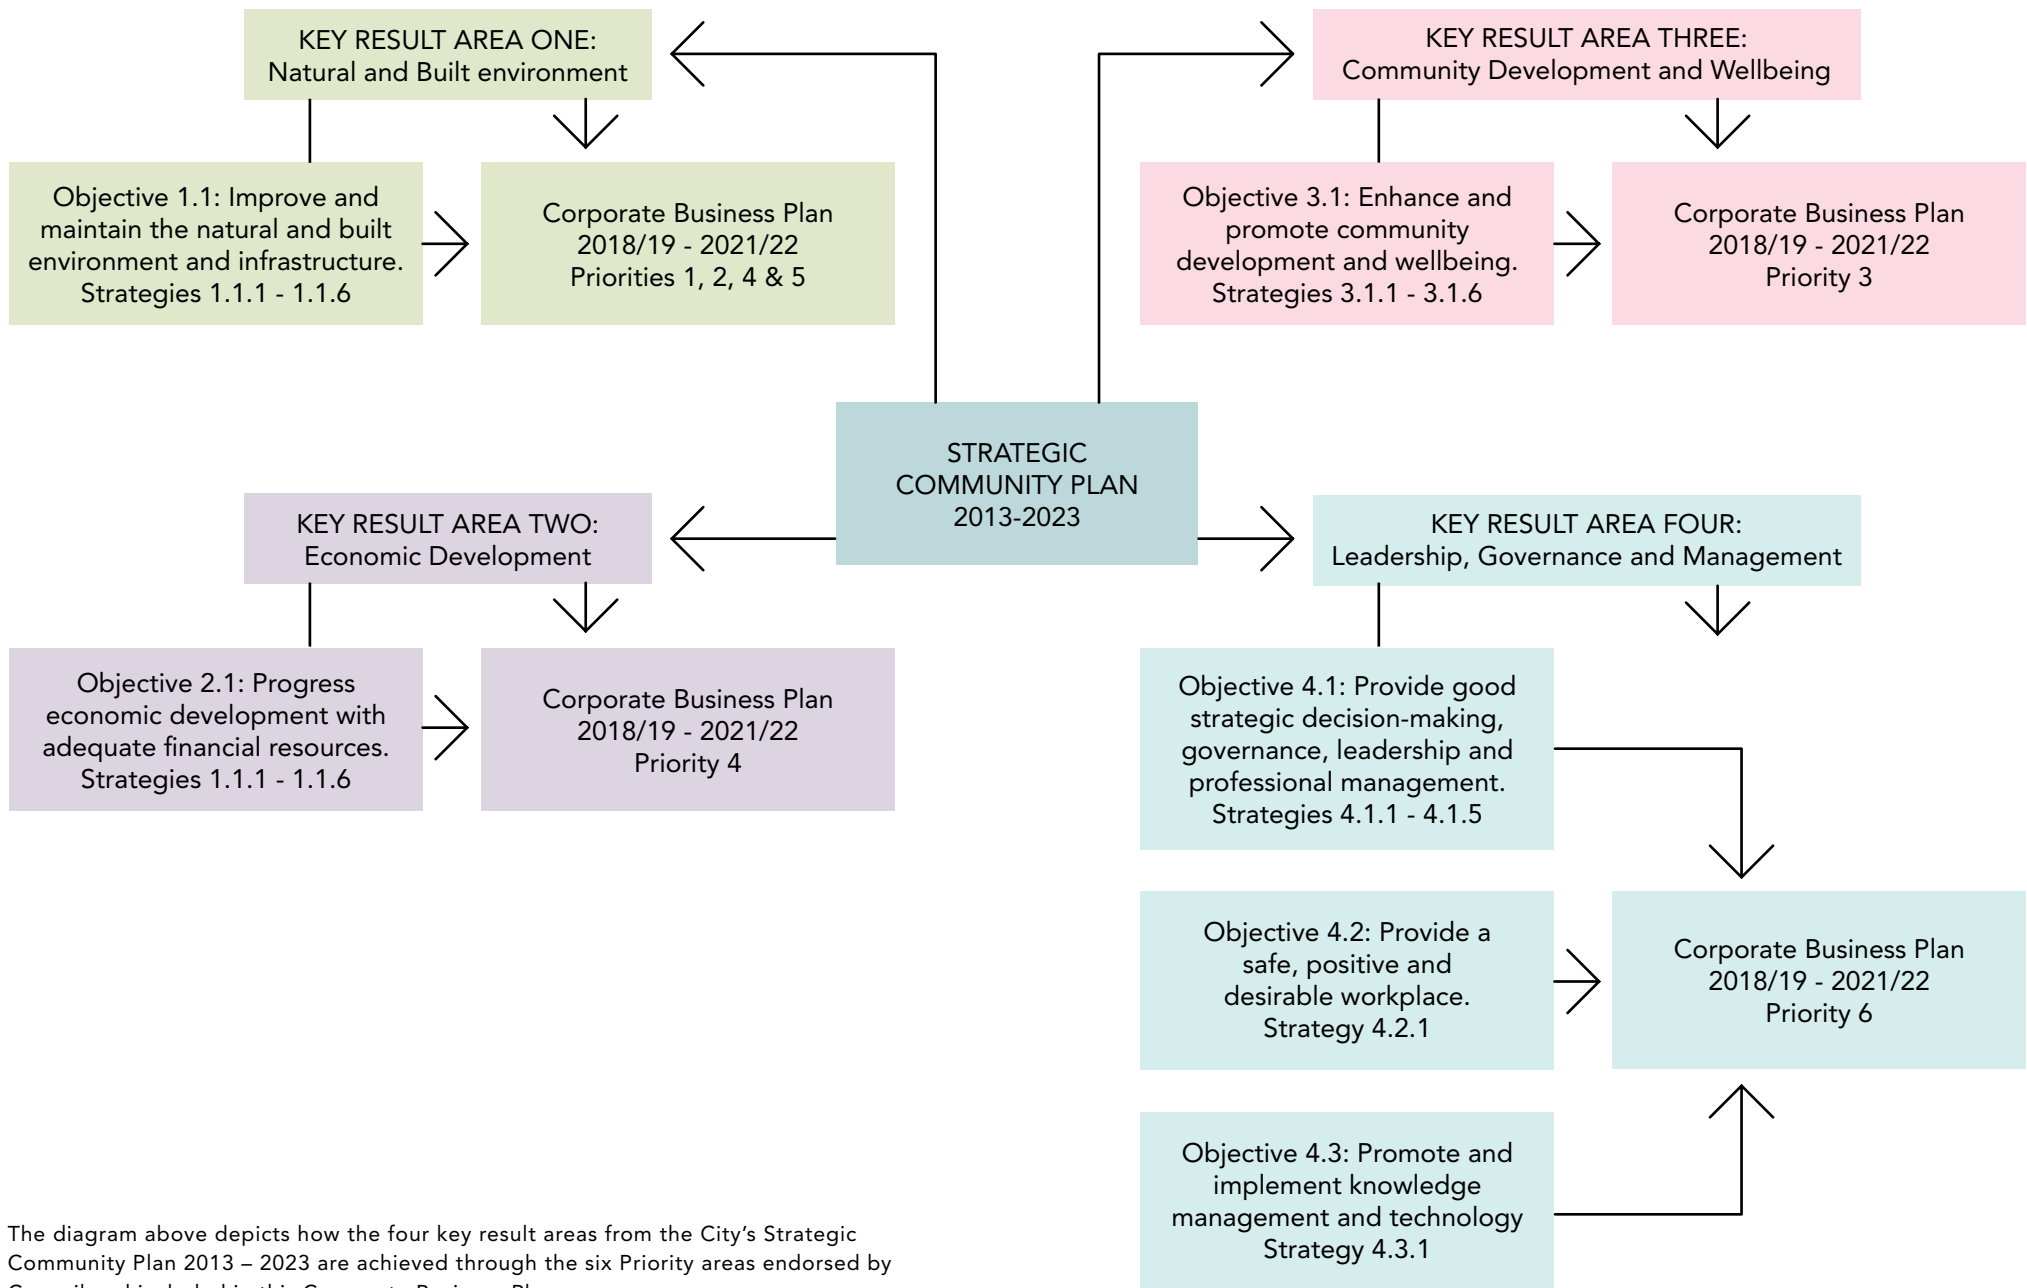 KEY RESULT AREA ONE:
Natural and Built environment
Objective 1.1: Improve and
maintain the natural and built
environment and infrastructure.
Strategies 1.1.1 - 1.1.6
Corporate Business Plan
2018/19 - 2021/22
Priorities 1, 2, 4 & 5
KEY RESULT AREA THREE:
Community Development and Wellbeing
Objective 3.1: Enhance and
promote community
development and wellbeing.
Strategies 3.1.1 - 3.1.6
Corporate Business Plan
2018/19 - 2021/22
Priority 3
STRATEGIC
COMMUNITY PLAN
2013-2023
KEY RESULT AREA TWO:
Economic Development
Objective 2.1: Progress
economic development with
adequate financial resources.
Strategies 1.1.1 - 1.1.6
Corporate Business Plan
2018/19 - 2021/22
Priority 4
KEY RESULT AREA FOUR:
Leadership, Governance and Management
Objective 4.1: Provide good
strategic decision-making,
governance, leadership and
professional management.
Strategies 4.1.1 - 4.1.5
Objective 4.2: Provide a
safe, positive and
desirable workplace.
Strategy 4.2.1
Corporate Business Plan
2018/19 - 2021/22
Priority 6
Objective 4.3: Promote and
implement knowledge
management and technology
Strategy 4.3.1
The diagram above depicts how the four key result areas from the City's Strategic
Community Plan 2013 – 2023 are achieved through the six Priority areas endorsed by